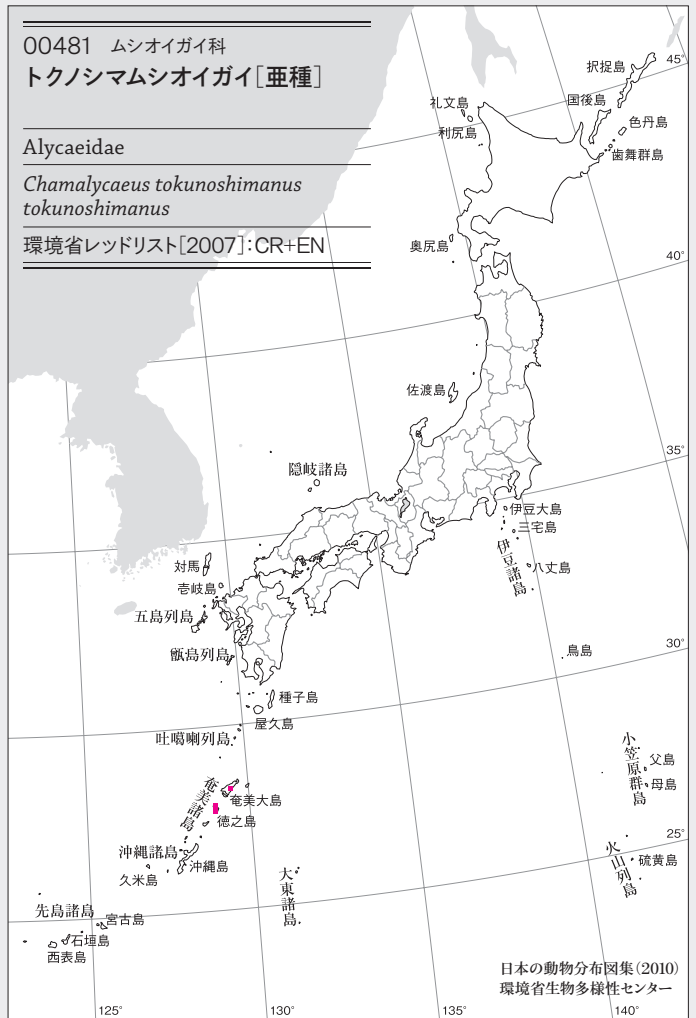 00481 ムシオイガイ科
トクノシマムシオイガイ[亜種]
Alycaeidae
Chamalycaeus tokunoshimanus
tokunoshimanus
環境省レッドリスト[2007]:CR+EN
択捉島
45°
礼文島
国後島
色丹島
利尻島
歯舞群島
奥尻島
40°
佐渡島
35°
隠岐諸島
伊豆大島
三宅島
伊豆諸島
八丈島
対馬
壱岐島
五島列島
甑島列島
鳥島
30°
種子島
屋久島
吐噶喇列島
小笠原群島
父島
母島
奄美諸島
奄美大島
徳之島
25°
沖縄諸島
沖縄島
久米島
火山列島
硫黄島
大東諸島
先島諸島
宮古島
石垣島
西表島
日本の動物分布図集(2010)
環境省生物多様性センター
125°
130°
135°
140°